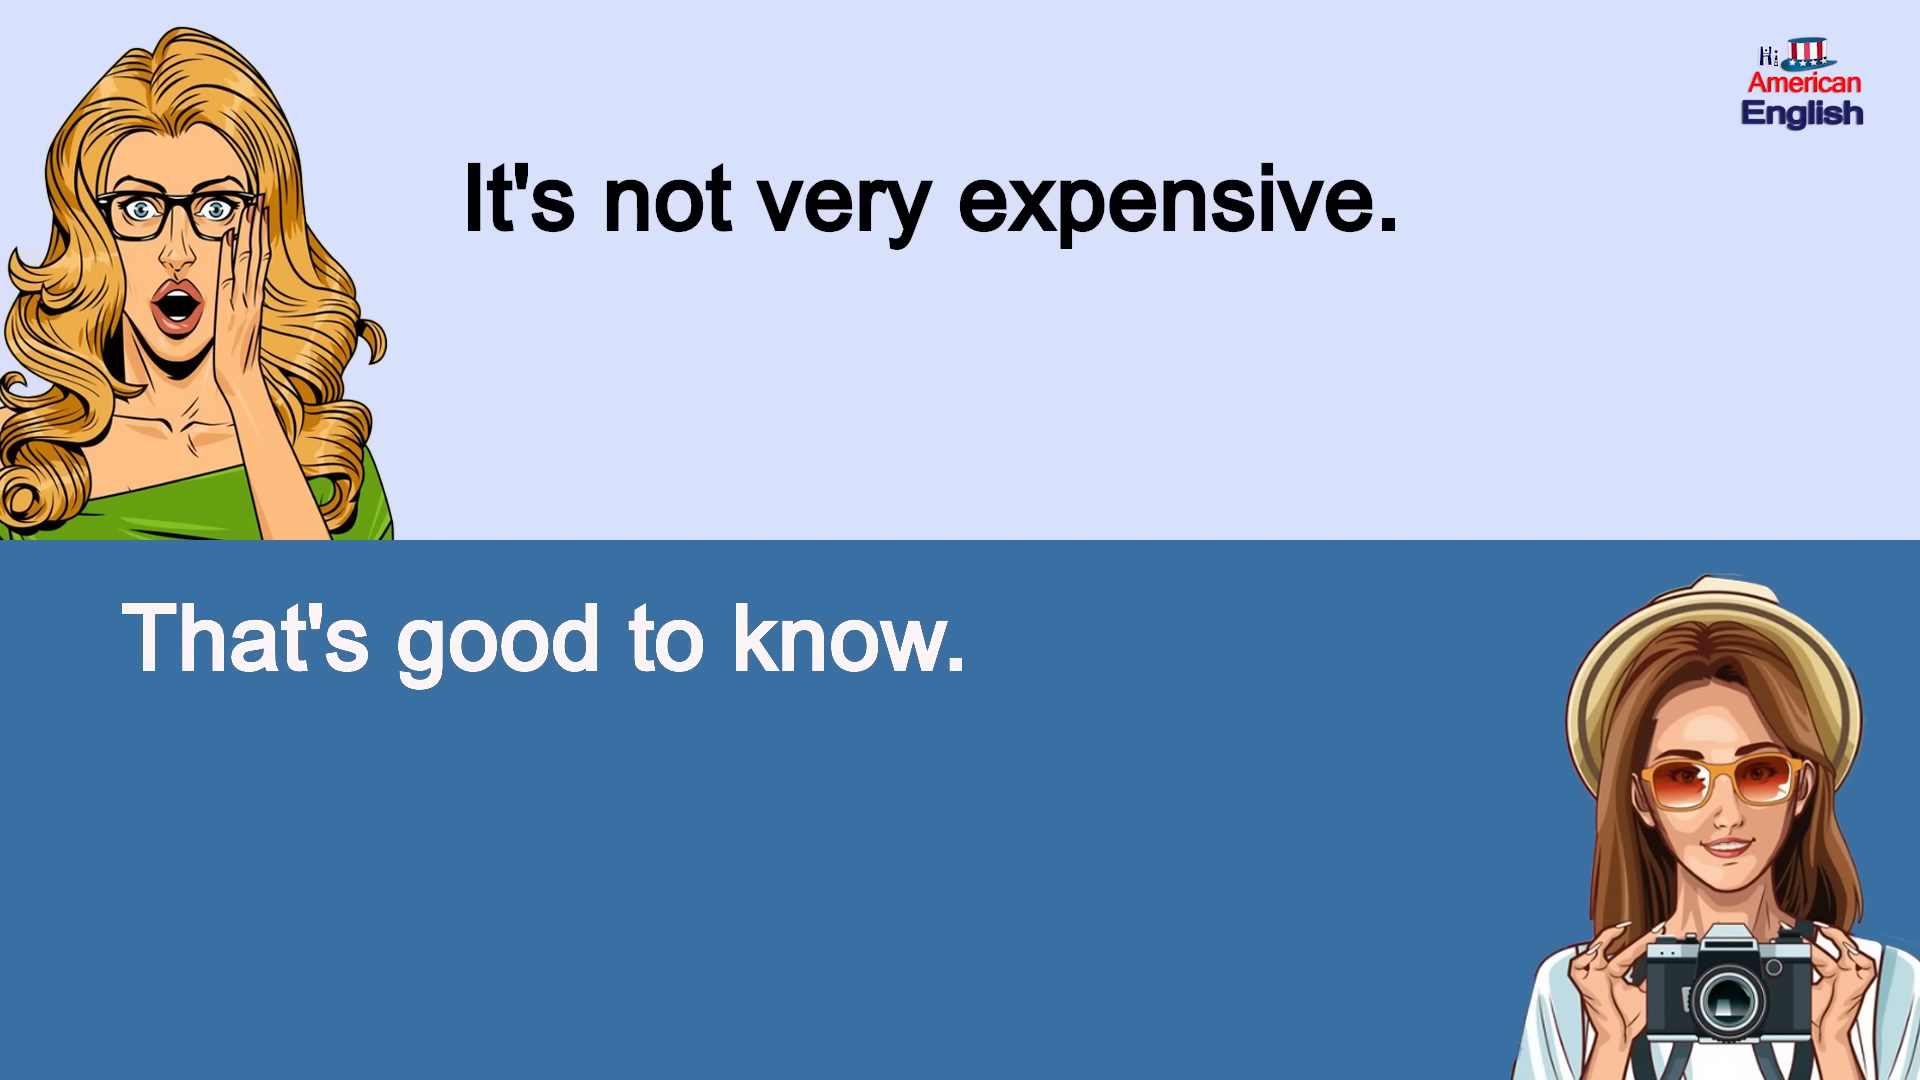 Hi
American
English
It's not very expensive.
That's good to know.